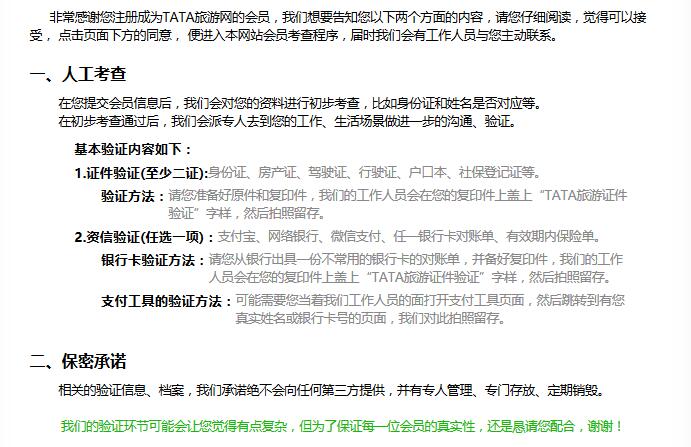 非常感谢您注册成为TATA旅游网的会员，我们想要告知您以下两个方面的内容，请您仔细阅读，觉得可以接
受， 点击页面下方的同意， 便进入本网站会员考查程序，届时我们会有工作人员与您主动联系。
一、人工考查
在您提交会员信息后，我们会对您的资料进行初步考查，比如身份证和姓名是否对应等。
在初步考查通过后，我们会派专人去到您的工作、生活场景做进一步的沟通、验证。
基本验证内容如下：
1.证件验证(至少二证):身份证、房产证、驾驶证、行驶证、户口本、社保登记证等。
验证方法：请您准备好原件和复印件，我们的工作人员会在您的复印件上盖上“TATA旅游证件
验证”字样，然后拍照留存。
2.资信验证(任选一项)：支付宝、网络银行、微信支付、任一银行卡对账单、有效期内保险单。
银行卡验证方法：请您从银行出具一份不常用的银行卡的对账单，并备好复印件，我们的工作
人员会在您的复印件上盖上“TATA旅游证件验证”字样，然后拍照留存。
支付工具的验证方法：可能需要您当着我们工作人员的面打开支付工具页面，然后跳转到有您
真实姓名或银行卡号的页面，我们对此拍照留存。
二、保密承诺
相关的验证信息、档案，我们承诺绝不会向任何第三方提供，并有专人管理、专门存放、定期销毁。
我们的验证环节可能会让您觉得有点复杂，但为了保证每一位会员的真实性，还是恳请您配合，谢谢！